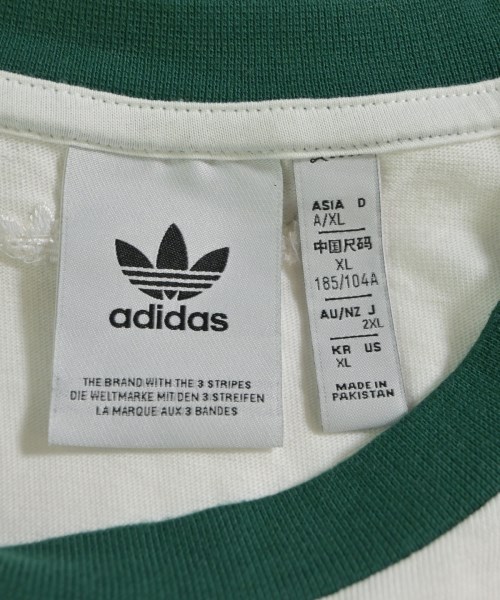 adidas
THE BRAND WITH THE 3 STRIPES
DIE WELTMARKE MIT DEN 3 STREIFEN
LA MARQUE AUX 3 BANDES
ASIA D
A/XL
中国尺码
XL
185/104A
AU/NZ J
2XL
KR US
XL
MADE IN
PAKISTAN